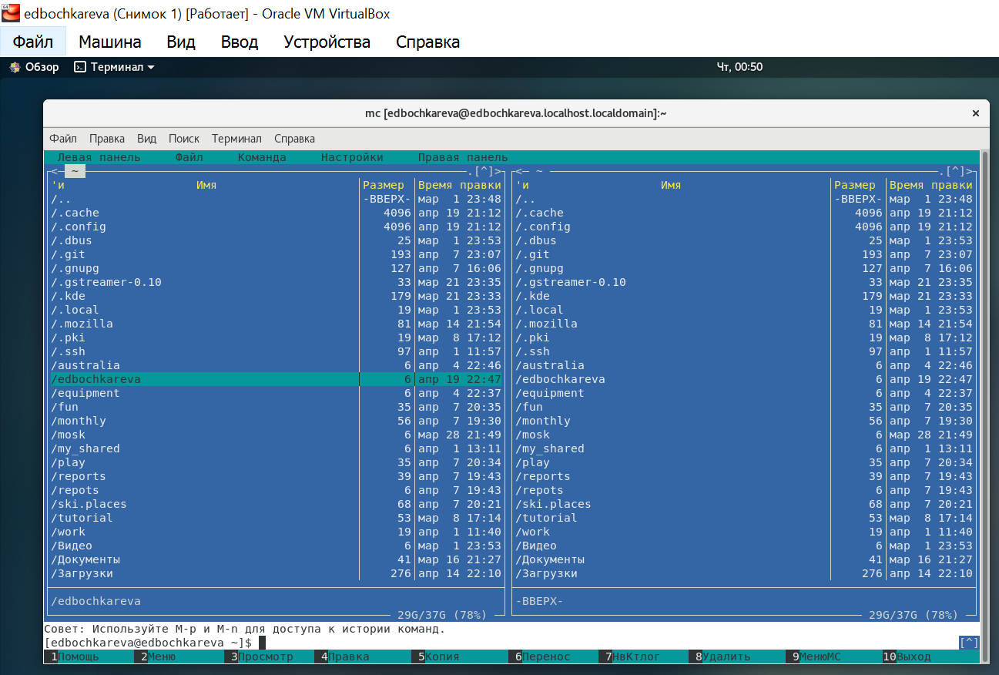 edbochkareva (Снимок 1) [Работает] - Oracle VM VirtualBox
Файл Машина Вид Ввод Устройства Справка
Обзор Терминал Чт, 00:50
mc [edbochkareva@edbochkareva.localhost.localdomain]:~ ×
Файл Правка Вид Поиск Терминал Справка
Левая панель Файл Команда Настройки Правая панель
<─ ~ .[^]> <─ ~ .[^]>
'и Имя Размер Время правки 'и Имя Размер Время правки
/.. -ВВЕРХ- мар 1 23:48 /.. -ВВЕРХ- мар 1 23:48
/.cache 4096 апр 19 21:12 /.cache 4096 апр 19 21:12
/.config 4096 апр 19 21:12 /.config 4096 апр 19 21:12
/.dbus 25 мар 1 23:53 /.dbus 25 мар 1 23:53
/.git 193 апр 7 23:07 /.git 193 апр 7 23:07
/.gnupg 127 апр 7 16:06 /.gnupg 127 апр 7 16:06
/.gstreamer-0.10 33 мар 21 23:35 /.gstreamer-0.10 33 мар 21 23:35
/.kde 179 мар 21 23:33 /.kde 179 мар 21 23:33
/.local 19 мар 1 23:53 /.local 19 мар 1 23:53
/.mozilla 81 мар 14 21:54 /.mozilla 81 мар 14 21:54
/.pki 19 мар 8 17:12 /.pki 19 мар 8 17:12
/.ssh 97 апр 1 11:57 /.ssh 97 апр 1 11:57
/australia 6 апр 4 22:46 /australia 6 апр 4 22:46
/edbochkareva 6 апр 19 22:47 /edbochkareva 6 апр 19 22:47
/equipment 6 апр 4 22:37 /equipment 6 апр 4 22:37
/fun 35 апр 7 20:35 /fun 35 апр 7 20:35
/monthly 56 апр 7 19:30 /monthly 56 апр 7 19:30
/mosk 6 мар 28 21:49 /mosk 6 мар 28 21:49
/my_shared 6 апр 1 13:11 /my_shared 6 апр 1 13:11
/play 35 апр 7 20:34 /play 35 апр 7 20:34
/reports 39 апр 7 19:43 /reports 39 апр 7 19:43
/repots 6 апр 7 19:43 /repots 6 апр 7 19:43
/ski.places 68 апр 7 20:21 /ski.places 68 апр 7 20:21
/tutorial 53 мар 8 17:14 /tutorial 53 мар 8 17:14
/work 19 апр 1 11:40 /work 19 апр 1 11:40
/Видео 6 мар 1 23:53 /Видео 6 мар 1 23:53
/Документы 41 мар 16 21:27 /Документы 41 мар 16 21:27
/Загрузки 276 апр 14 22:10 /Загрузки 276 апр 14 22:10
/edbochkareva -ВВЕРХ-
29G/37G (78%) 29G/37G (78%)
Совет: Используйте M-p и M-n для доступа к истории команд.
[edbochkareva@edbochkareva ~]$ [^]
1Помощь 2Меню 3Просмотр 4Правка 5Копия 6Перенос 7НвКтлог 8Удалить 9МенюМС 10Выход